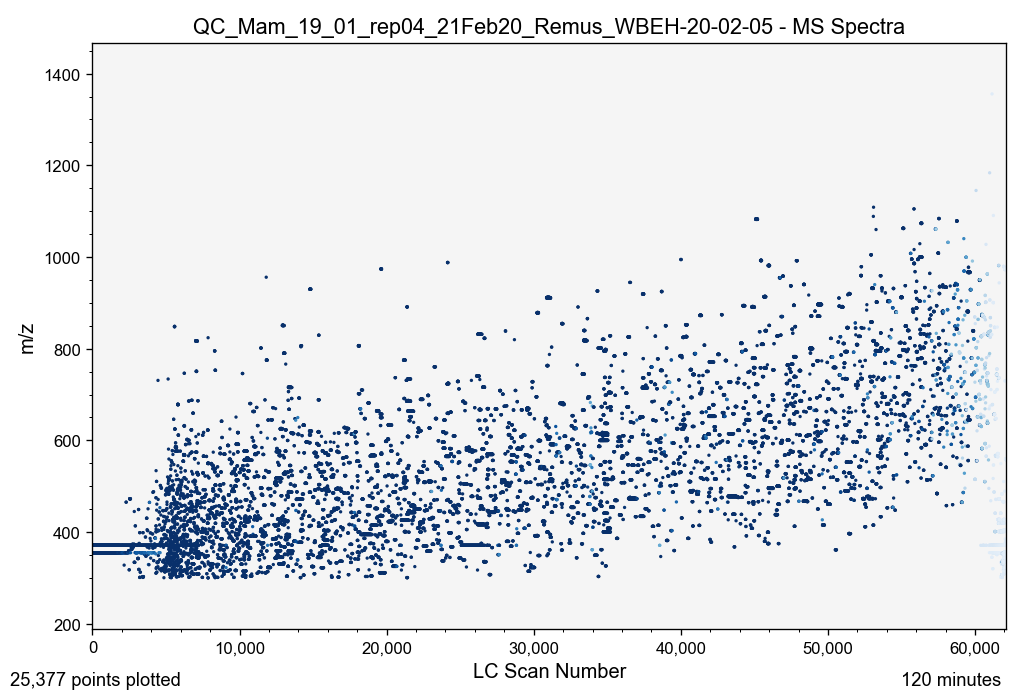 QC_Mam_19_01_rep04_21Feb20_Remus_WBEH-20-02-05 - MS Spectra
m/z
1400
1200
1000
800
600
400
200
0 10,000 20,000 30,000 40,000 50,000 60,000
LC Scan Number
25,377 points plotted
120 minutes